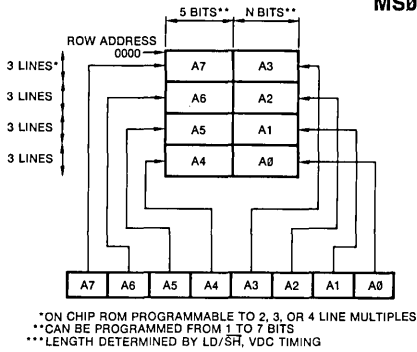 MSØ
5 BITS** N BITS**
ROW ADDRESS
0000
3 LINES* A7 A3
3 LINES A6 A2
3 LINES A5 A1
3 LINES A4 AØ
A7 A6 A5 A4 A3 A2 A1 AØ
*ON CHIP ROM PROGRAMMABLE TO 2, 3, OR 4 LINE MULTIPLES
**CAN BE PROGRAMMED FROM 1 TO 7 BITS
***LENGTH DETERMINED BY LD/SH, VDC TIMING